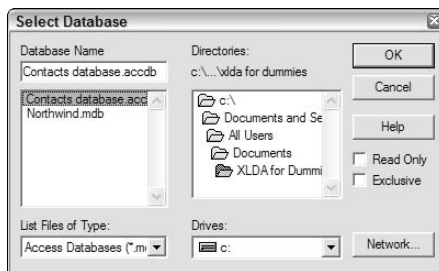 Select Database
Database Name
Contacts database.accdb
Contacts database.acc
Northwind.mdb
List Files of Type:
Access Databases (*.m
Directories:
c:\...\xlda for dummies
c:\
Documents and Se
All Users
Documents
XLDA for Dummi
Drives:
c:
OK
Cancel
Help
Read Only
Exclusive
Network...